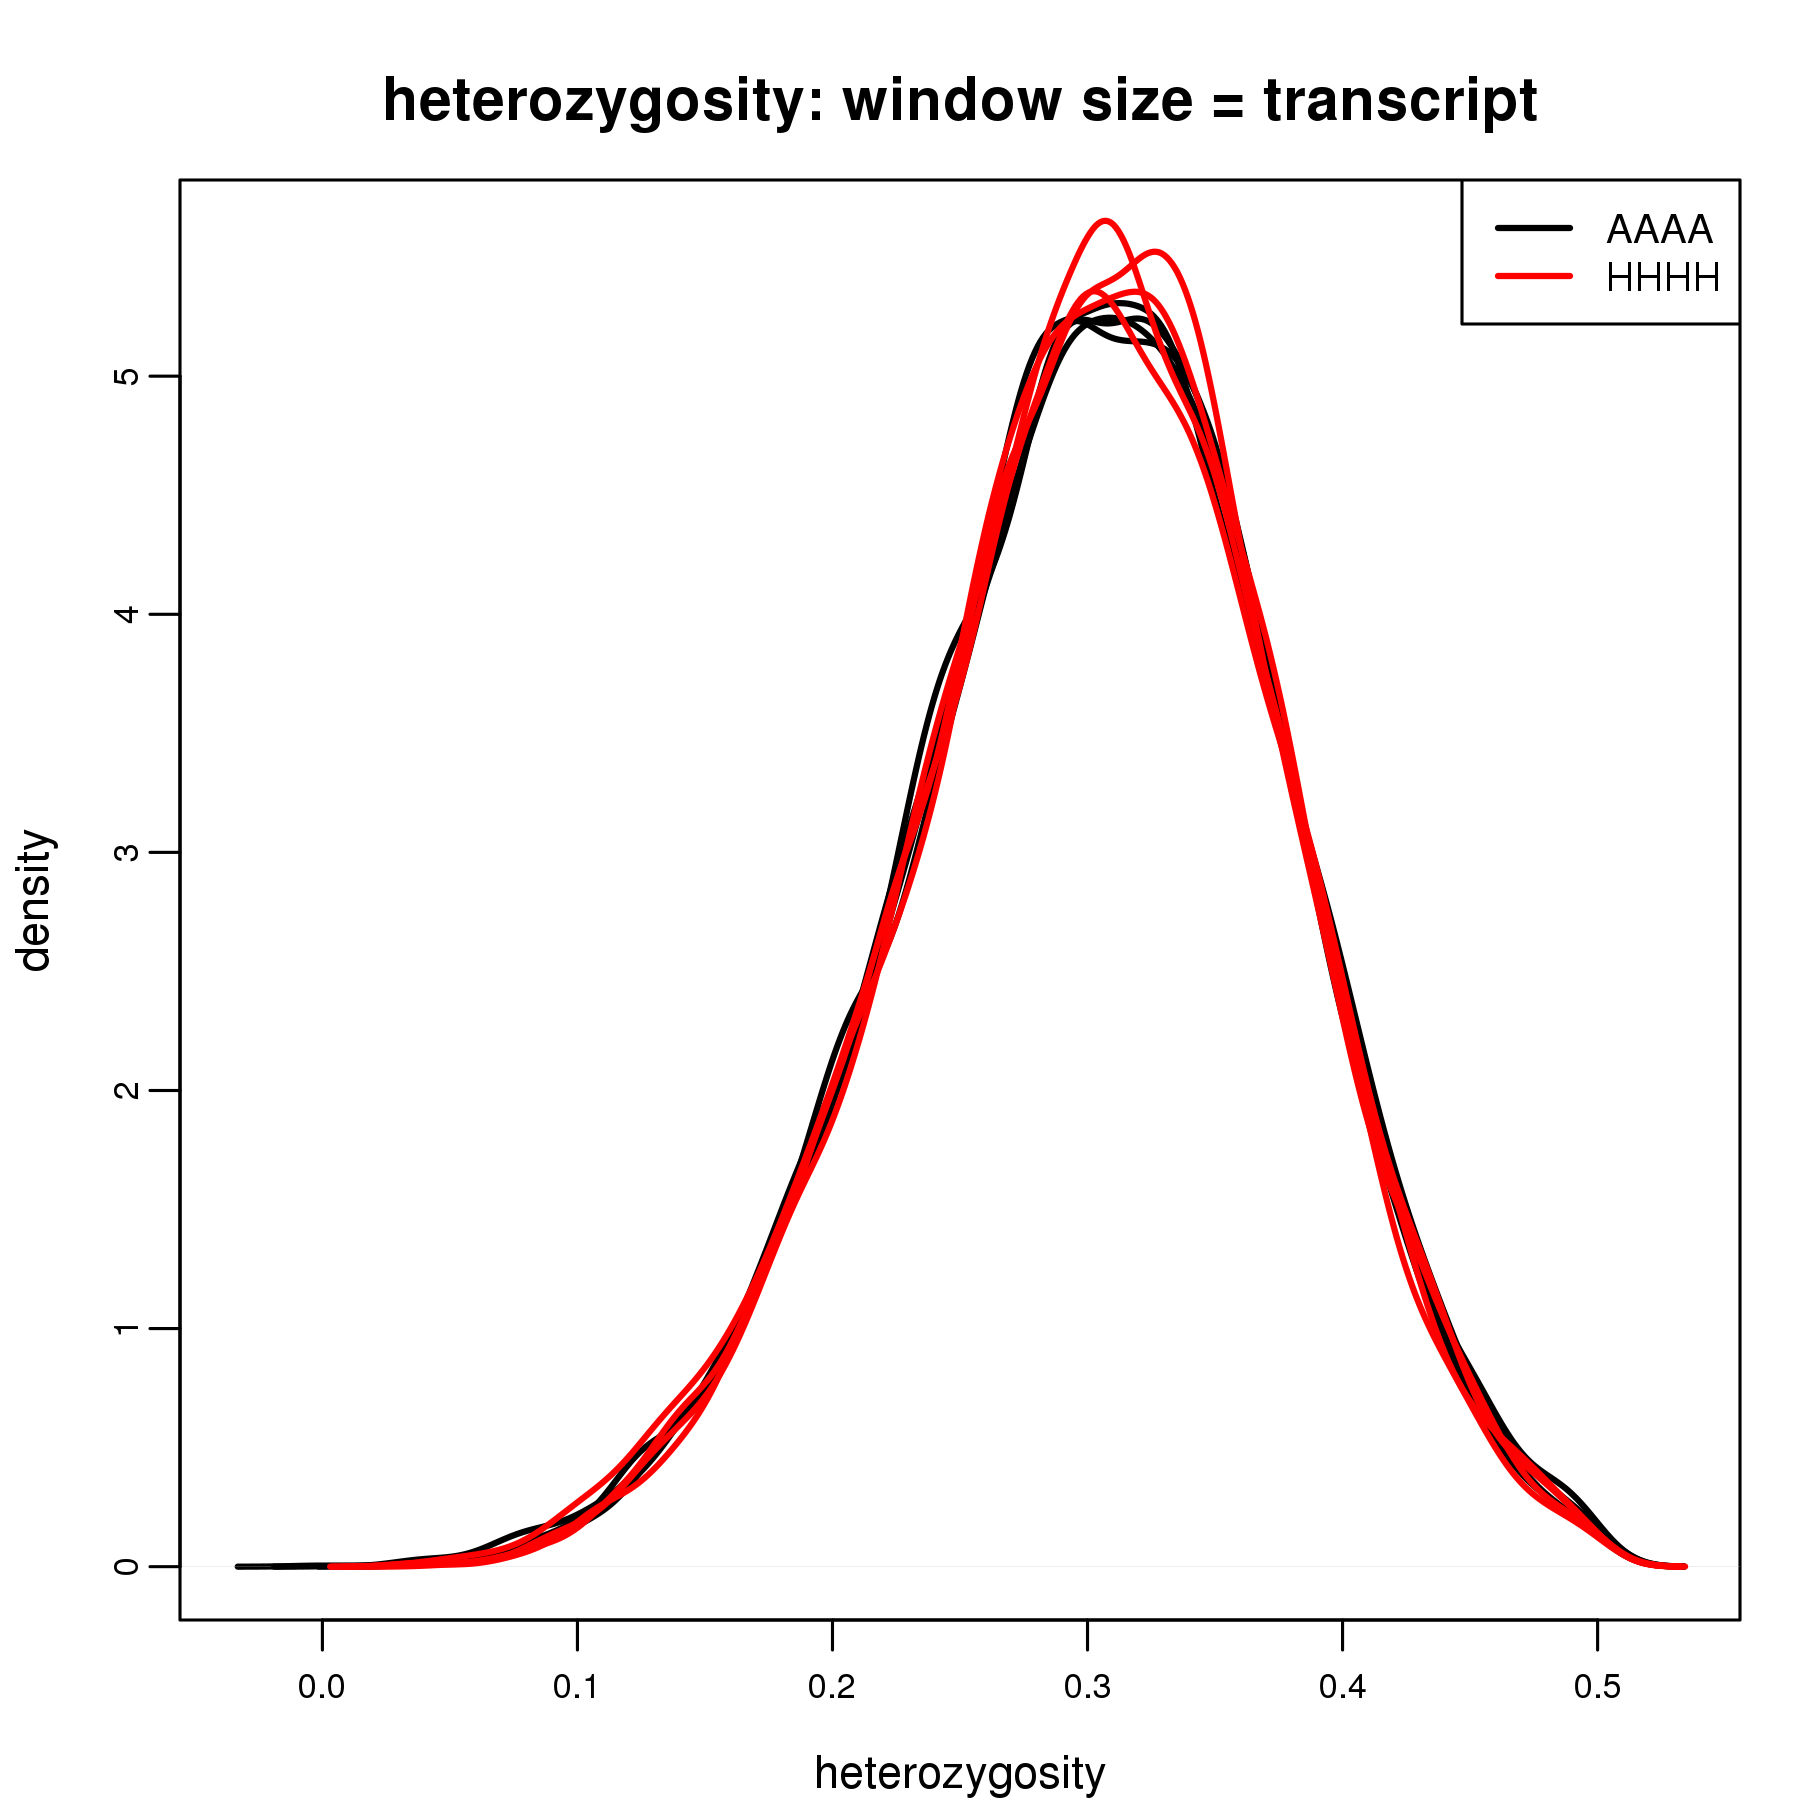 heterozygosity: window size = transcript
AAAA
HHHH
5
4
3
2
1
0
density
0.0 0.1 0.2 0.3 0.4 0.5
heterozygosity